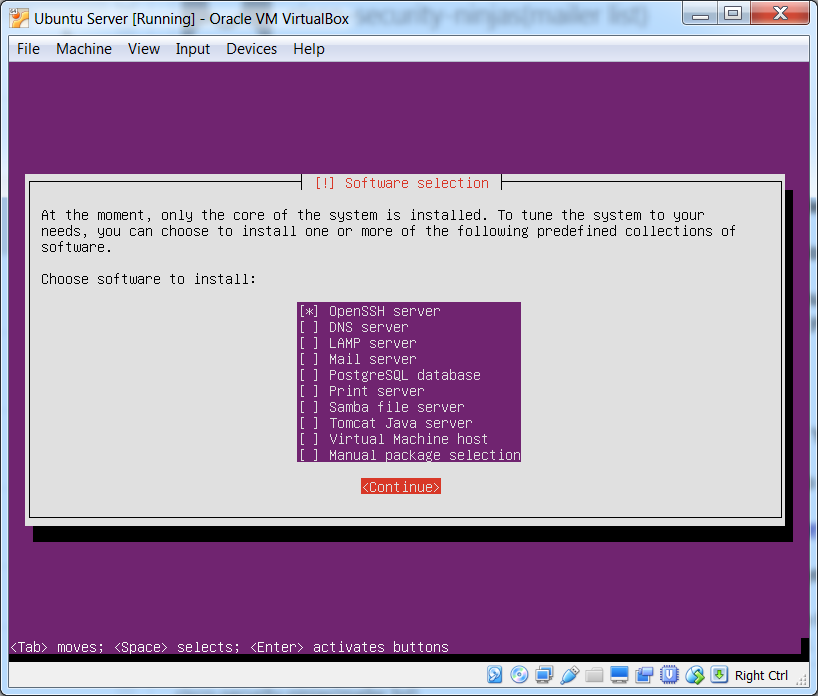 Ubuntu Server [Running] - Oracle VM VirtualBox
security-ninjas(mailer list)
File Machine View Input Devices Help
[!] Software selection
At the moment, only the core of the system is installed. To tune the system to your
needs, you can choose to install one or more of the following predefined collections of
software.
Choose software to install:
[*] OpenSSH server
[ ] DNS server
[ ] LAMP server
[ ] Mail server
[ ] PostgreSQL database
[ ] Print server
[ ] Samba file server
[ ] Tomcat Java server
[ ] Virtual Machine host
[ ] Manual package selection
<Continue>
<Tab> moves; <Space> selects; <Enter> activates buttons
Right Ctrl